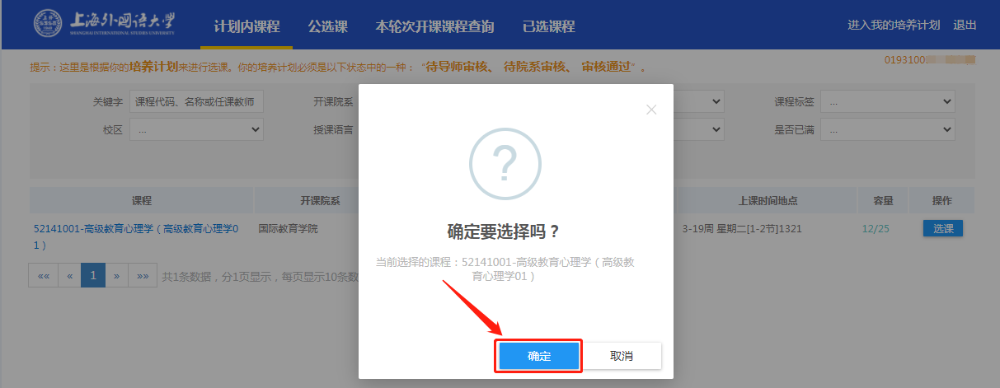 上海外国语大学
SHANGHAI INTERNATIONAL STUDIES UNIVERSITY
计划内课程 公选课 本轮次开课课程查询 已选课程 进入我的培养计划 退出
提示：这里是根据你的培养计划来进行选课。你的培养计划必须是以下状态中的一种：“待导师审核、 待院系审核、 审核通过”。
0193100
关键字 课程代码、名称或任课教师 开课院系 课程标签 ...
校区 ... 授课语言 是否已满 ...
课程 开课院系 上课时间地点 容量 操作
52141001-高级教育心理学（高级教育心理学0 国际教育学院 3-19周 星期二[1-2节]1321 12/25 选课
1）
«« « 1 » »» 共1条数据，分1页显示，每页显示10条数
确定要选择吗？
当前选择的课程：52141001-高级教育心理学（高级教
育心理学01）
确定 取消